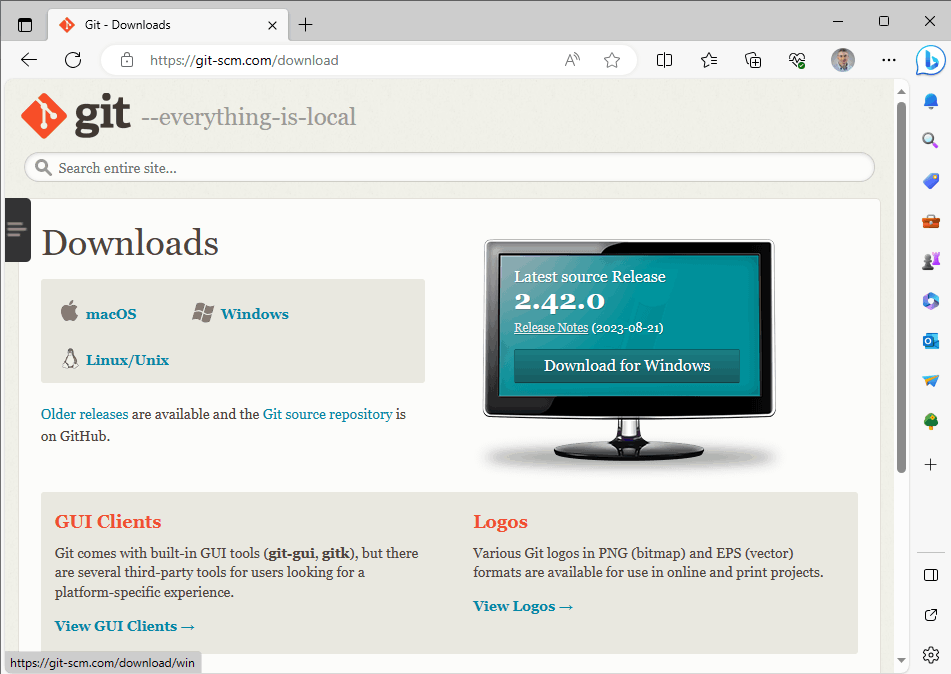 Git - Downloads
https://git-scm.com/download
git --everything-is-local
Search entire site...
Downloads
macOS
Windows
Linux/Unix
Older releases are available and the Git source repository is
on GitHub.
Latest source Release
2.42.0
Release Notes (2023-08-21)
Download for Windows
GUI Clients
Git comes with built-in GUI tools (git-gui, gitk), but there
are several third-party tools for users looking for a
platform-specific experience.
View GUI Clients →
Logos
Various Git logos in PNG (bitmap) and EPS (vector)
formats are available for use in online and print projects.
View Logos →
https://git-scm.com/download/win